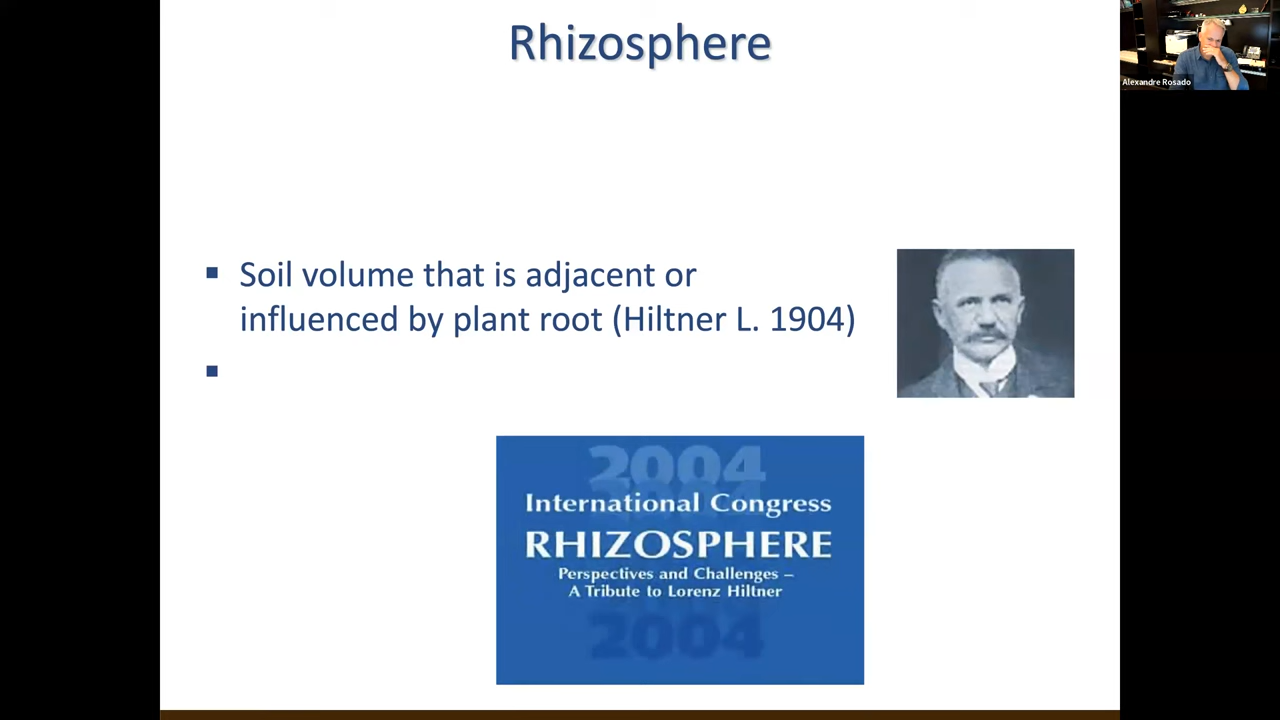 Rhizosphere
Alexandre Rosado
Soil volume that is adjacent or
influenced by plant root (Hiltner L. 1904)
2004
International Congress
RHIZOSPHERE
Perspectives and Challenges –
A Tribute to Lorenz Hiltner
2004